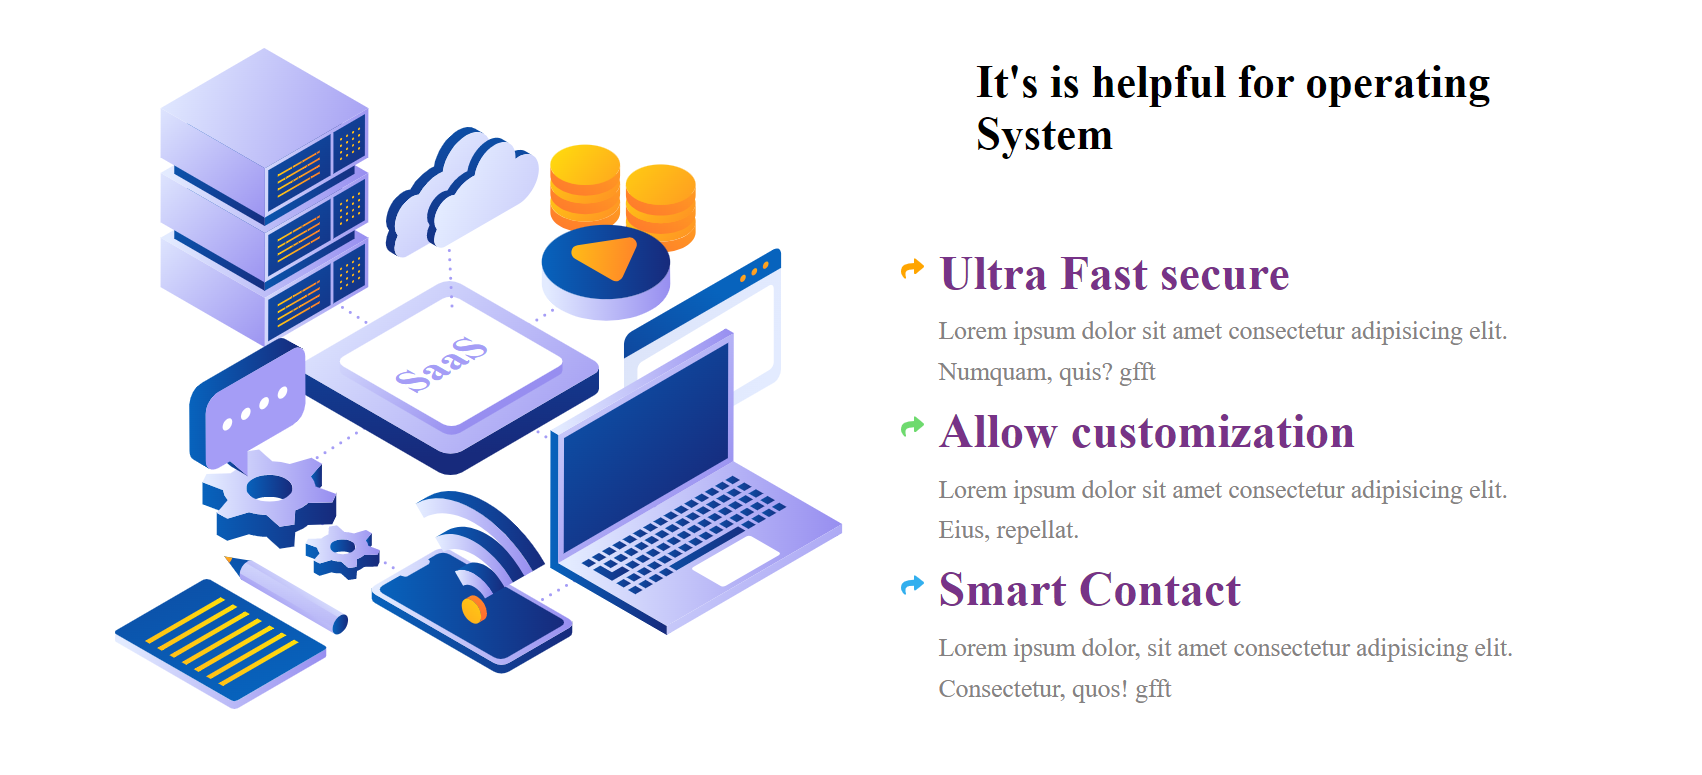 It's is helpful for operating
System
SaaS
Ultra Fast secure
Lorem ipsum dolor sit amet consectetur adipisicing elit.
Numquam, quis? gfft
Allow customization
Lorem ipsum dolor sit amet consectetur adipisicing elit.
Eius, repellat.
Smart Contact
Lorem ipsum dolor, sit amet consectetur adipisicing elit.
Consectetur, quos! gfft